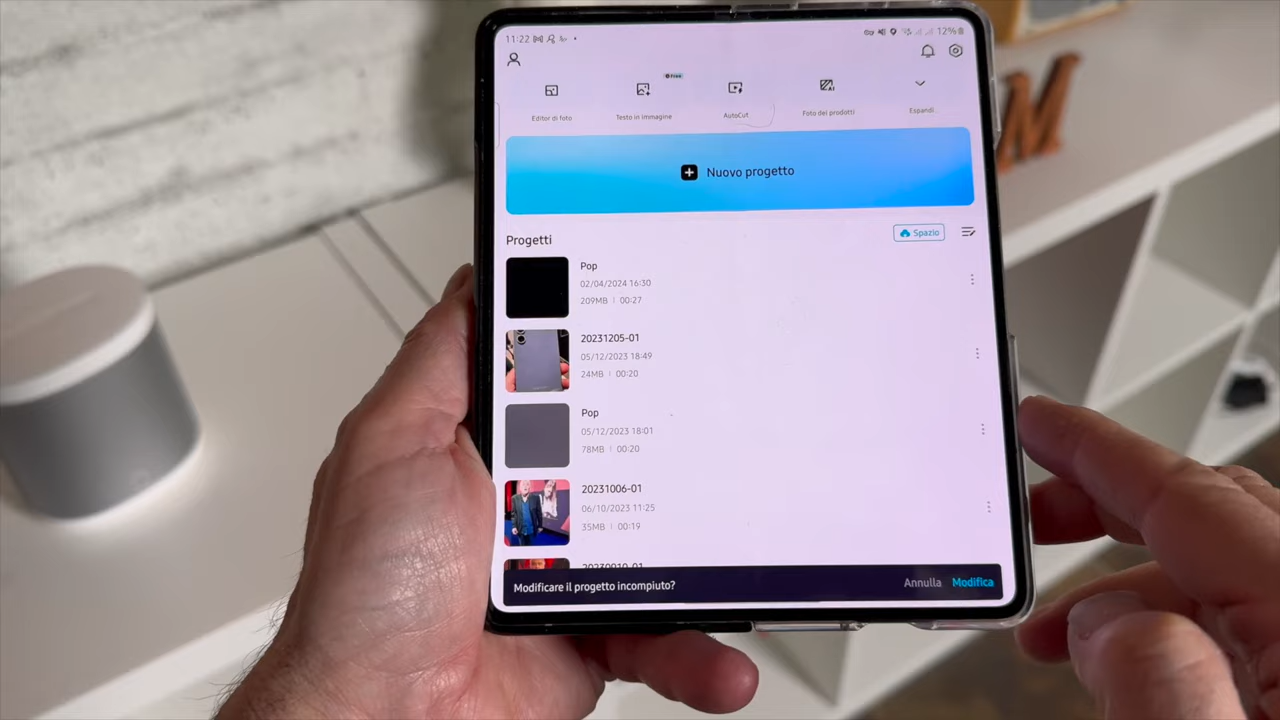 11:22
12%
Free
Editor di foto
Testo in immagine
AutoCut
Foto dei prodotti
Espandi
Nuovo progetto
Progetti
Spazio
Pop
02/04/2024 16:30
209MB | 00:27
20231205-01
05/12/2023 18:49
24MB | 00:20
Pop
05/12/2023 18:01
78MB | 00:20
20231006-01
06/10/2023 11:25
35MB | 00:19
Modificare il progetto incompiuto?
Annulla
Modifica
M